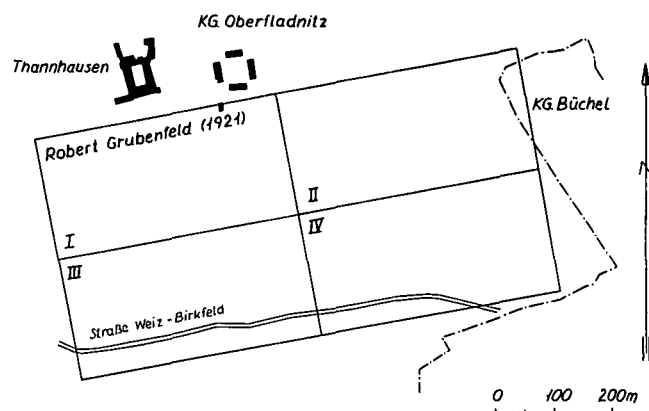 KG. Oberfladnitz
Thannhausen
KG. Büchel
Robert Grubenfeld (1921)
I
II
III
IV
Straße Weiz-Birkfeld
N
0 100 200m